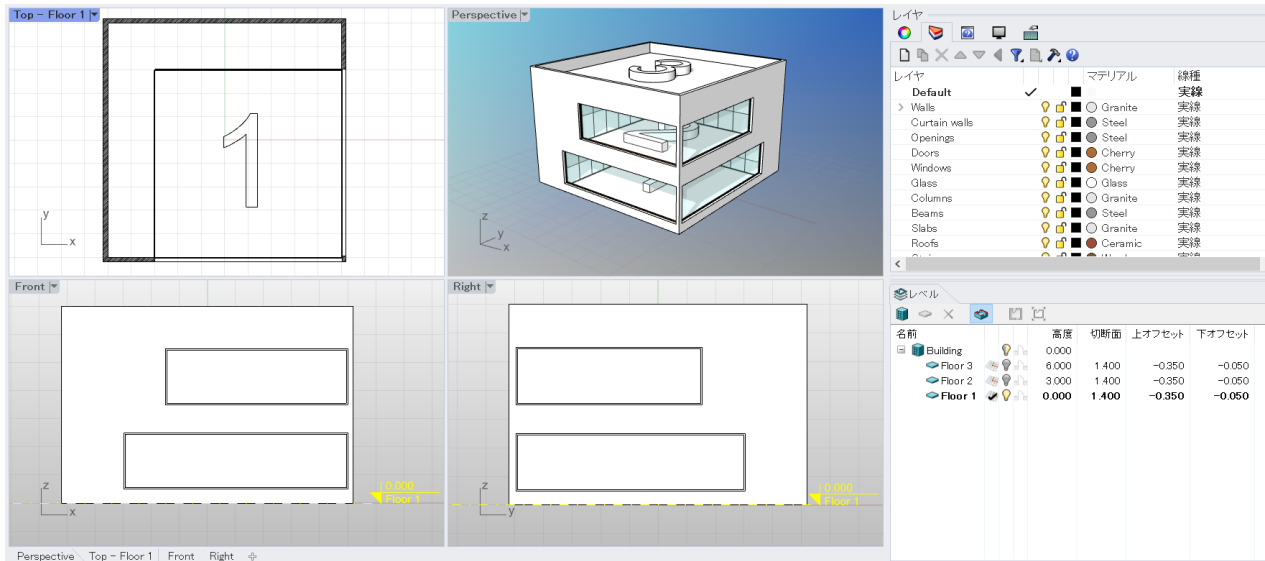 Top - Floor 1
1
y
x
Perspective
3
2
1
z
y
x
Front
z
x
0.000
Floor 1
Right
z
y
0.000
Floor 1
Perspective Top - Floor 1 Front Right
レイヤ
レイヤ マテリアル 線種
Default 実線
Walls Granite 実線
Curtain walls Steel 実線
Openings Steel 実線
Doors Cherry 実線
Windows Cherry 実線
Glass Glass 実線
Columns Granite 実線
Beams Steel 実線
Slabs Granite 実線
Roofs Ceramic 実線
レベル
名前 高度 切断面 上オフセット 下オフセット
Building 0.000
Floor 3 6.000 1.400 -0.350 -0.050
Floor 2 3.000 1.400 -0.350 -0.050
Floor 1 0.000 1.400 -0.350 -0.050